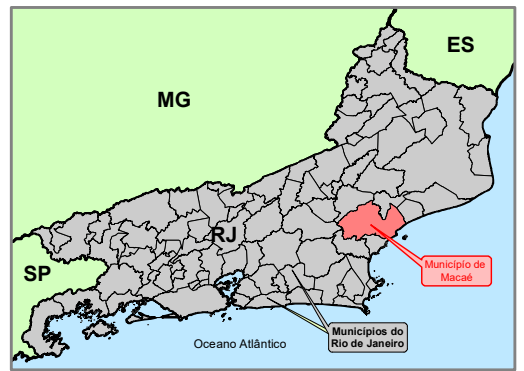 ES
MG
RJ
SP
Município de
Macaé
Municípios do
Rio de Janeiro
Oceano Atlântico